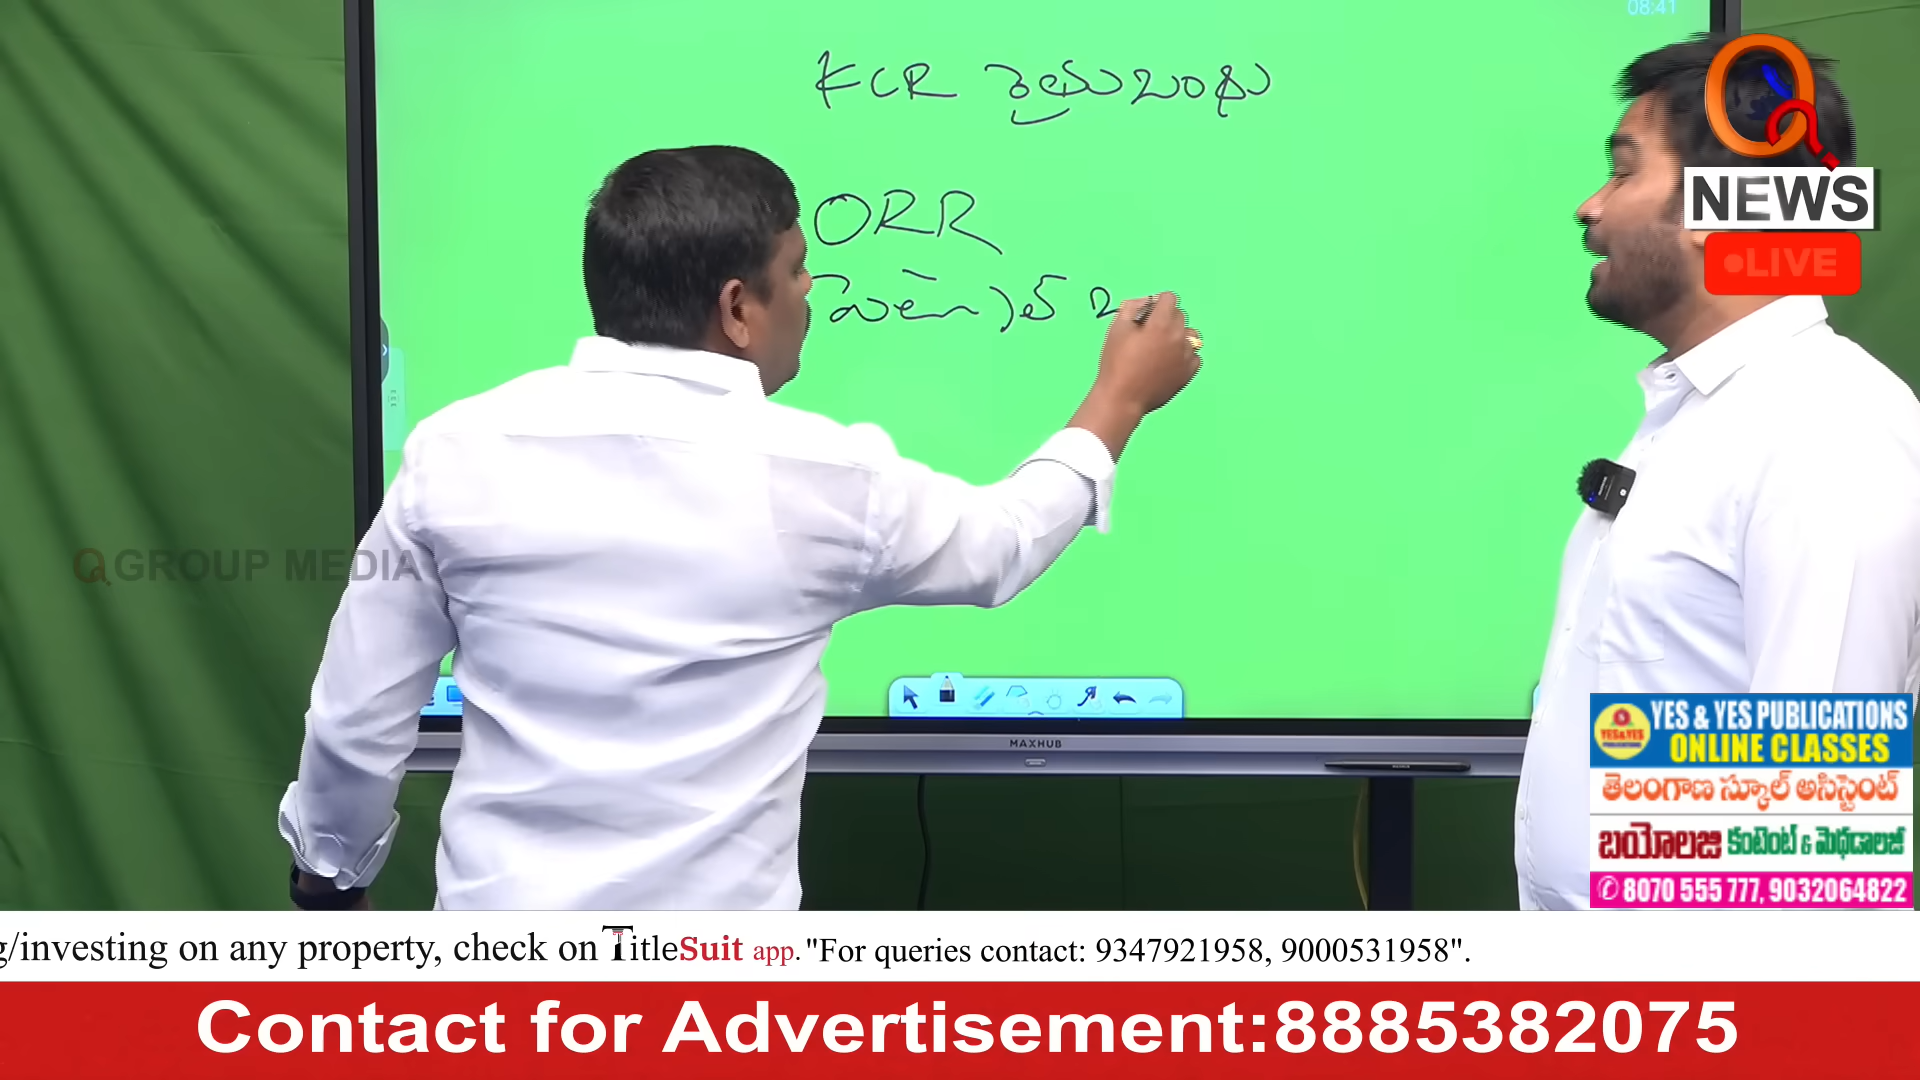 08:41
KCR రైతుబంధు
ORR
NEWS
LIVE
Q GROUP MEDIA
MAXHUB
YES & YES PUBLICATIONS
ONLINE CLASSES
తెలంగాణ స్కూల్ అసిస్టెంట్
బయోలజి కంటెంట్ & మెథడాలజీ
8070 555 777, 9032064822
g/investing on any property, check on TitleSuit app. "For queries contact: 9347921958, 9000531958".
Contact for Advertisement:8885382075